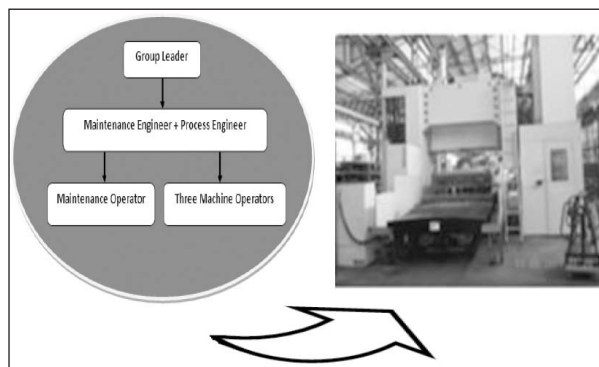 Group Leader
Maintenance Engineer + Process Engineer
Maintenance Operator
Three Machine Operators